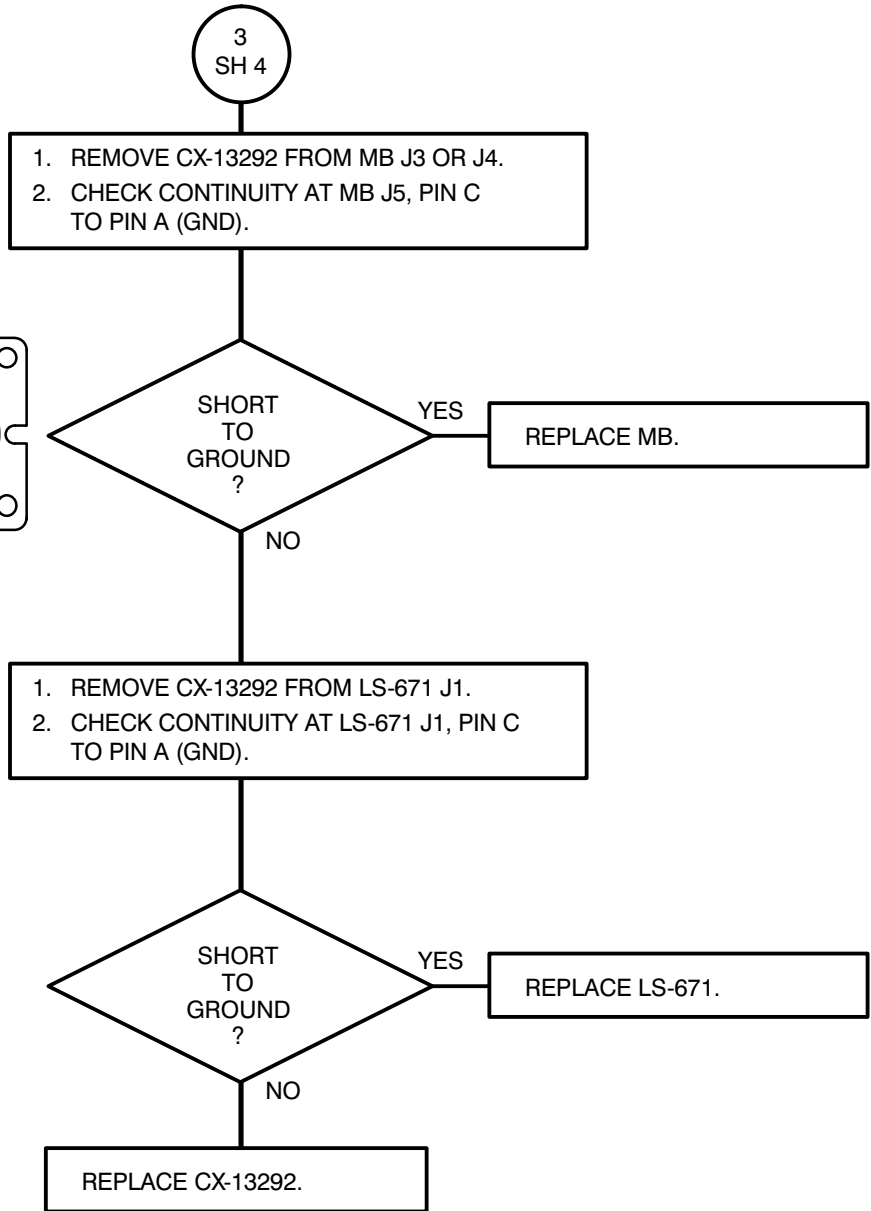 3
SH 4
1. REMOVE CX-13292 FROM MB J3 OR J4.
2. CHECK CONTINUITY AT MB J5, PIN C
TO PIN A (GND).
SHORT
TO
GROUND
?
YES
REPLACE MB.
NO
1. REMOVE CX-13292 FROM LS-671 J1.
2. CHECK CONTINUITY AT LS-671 J1, PIN C
TO PIN A (GND).
SHORT
TO
GROUND
?
YES
REPLACE LS-671.
NO
REPLACE CX-13292.